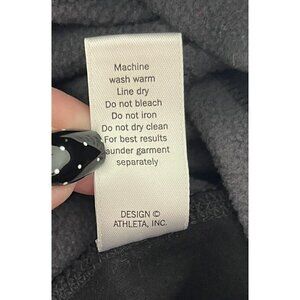 Machine
wash warm
Line dry
Do not bleach
Do not iron
Do not dry clean
For best results
launder garment
separately
DESIGN ©
ATHLETA, INC.